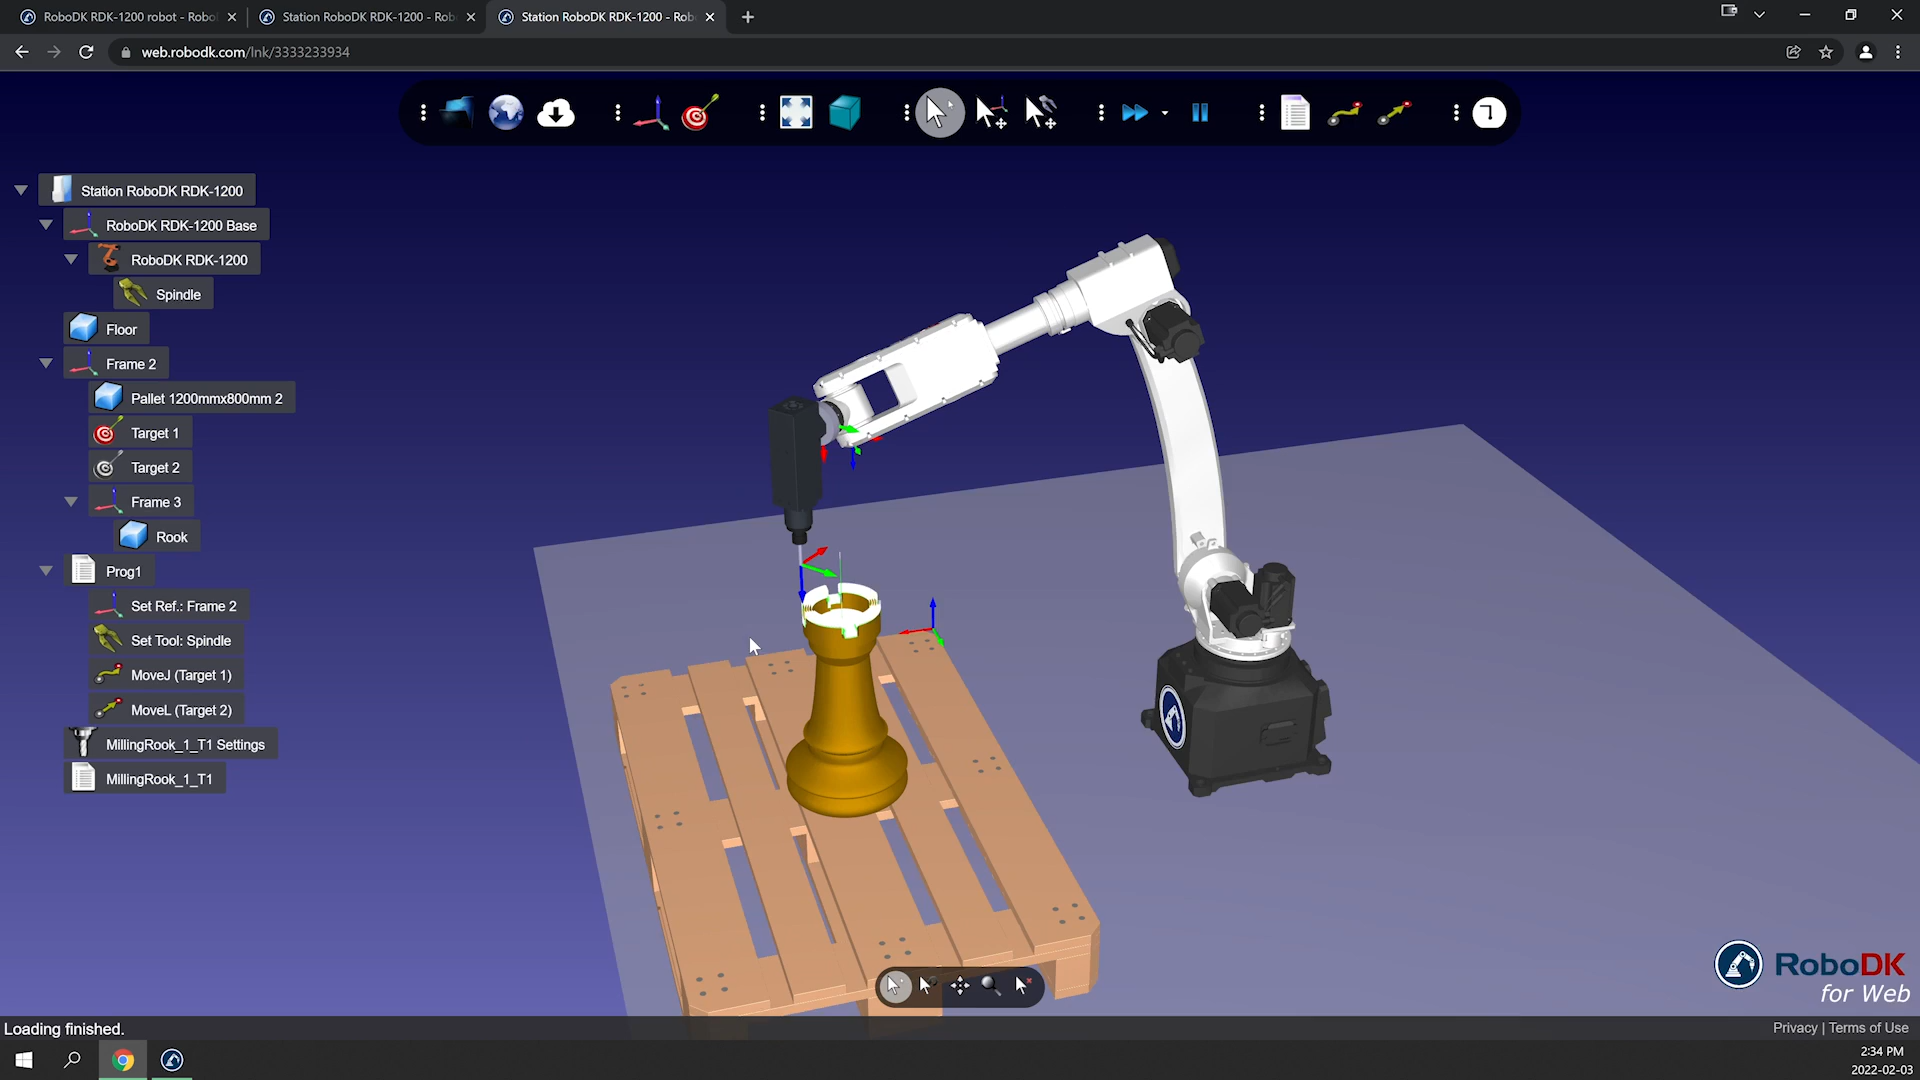 RoboDK RDK-1200 robot - Robo
Station RoboDK RDK-1200 - Rob
Station RoboDK RDK-1200 - Rob
web.robodk.com/lnk/3333233934
Station RoboDK RDK-1200
RoboDK RDK-1200 Base
RoboDK RDK-1200
Spindle
Floor
Frame 2
Pallet 1200mmx800mm 2
Target 1
Target 2
Frame 3
Rook
Prog1
Set Ref.: Frame 2
Set Tool: Spindle
MoveJ (Target 1)
MoveL (Target 2)
MillingRook_1_T1 Settings
MillingRook_1_T1
RoboDK
for Web
Loading finished.
Privacy | Terms of Use
2:34 PM
2022-02-03